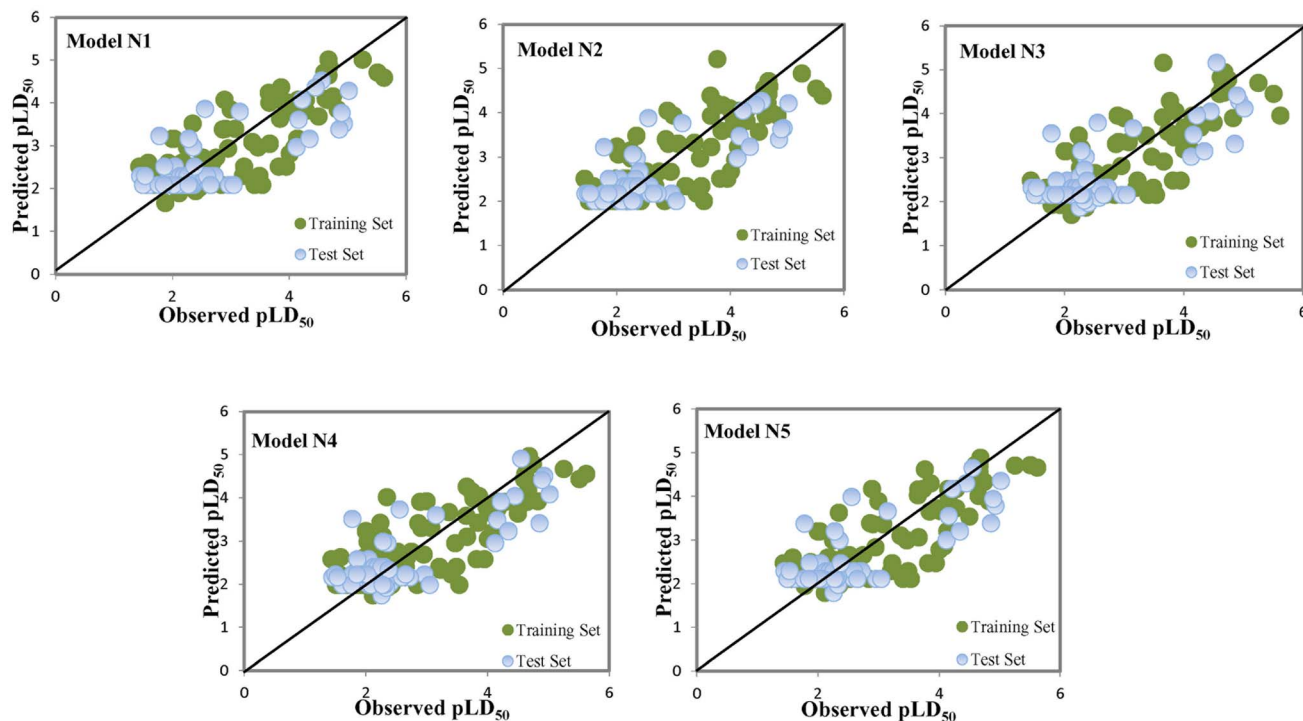 Model N1
Predicted pLD50
6
5
4
3
2
1
0
Training Set
Test Set
0 2 4 6
Observed pLD50
Model N2
Predicted pLD50
6
5
4
3
2
1
0
Training Set
Test Set
0 2 4 6
Observed pLD50
Model N3
Predicted pLD50
6
5
4
3
2
1
0
Training Set
Test Set
0 2 4 6
Observed pLD50
Model N4
Predicted pLD50
6
5
4
3
2
1
0
Training Set
Test Set
0 2 4 6
Observed pLD50
Model N5
Predicted pLD50
6
5
4
3
2
1
0
Training Set
Test Set
0 2 4 6
Observed pLD50